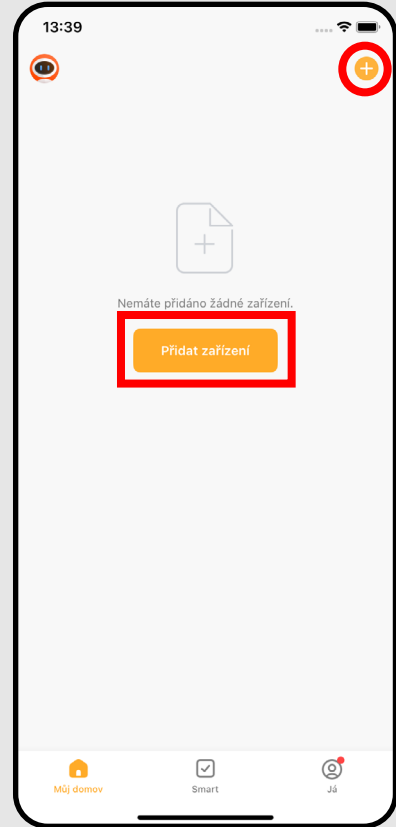 13:39
Nemáte přidáno žádné zařízení.
Přidat zařízení
Můj domov
Smart
Já